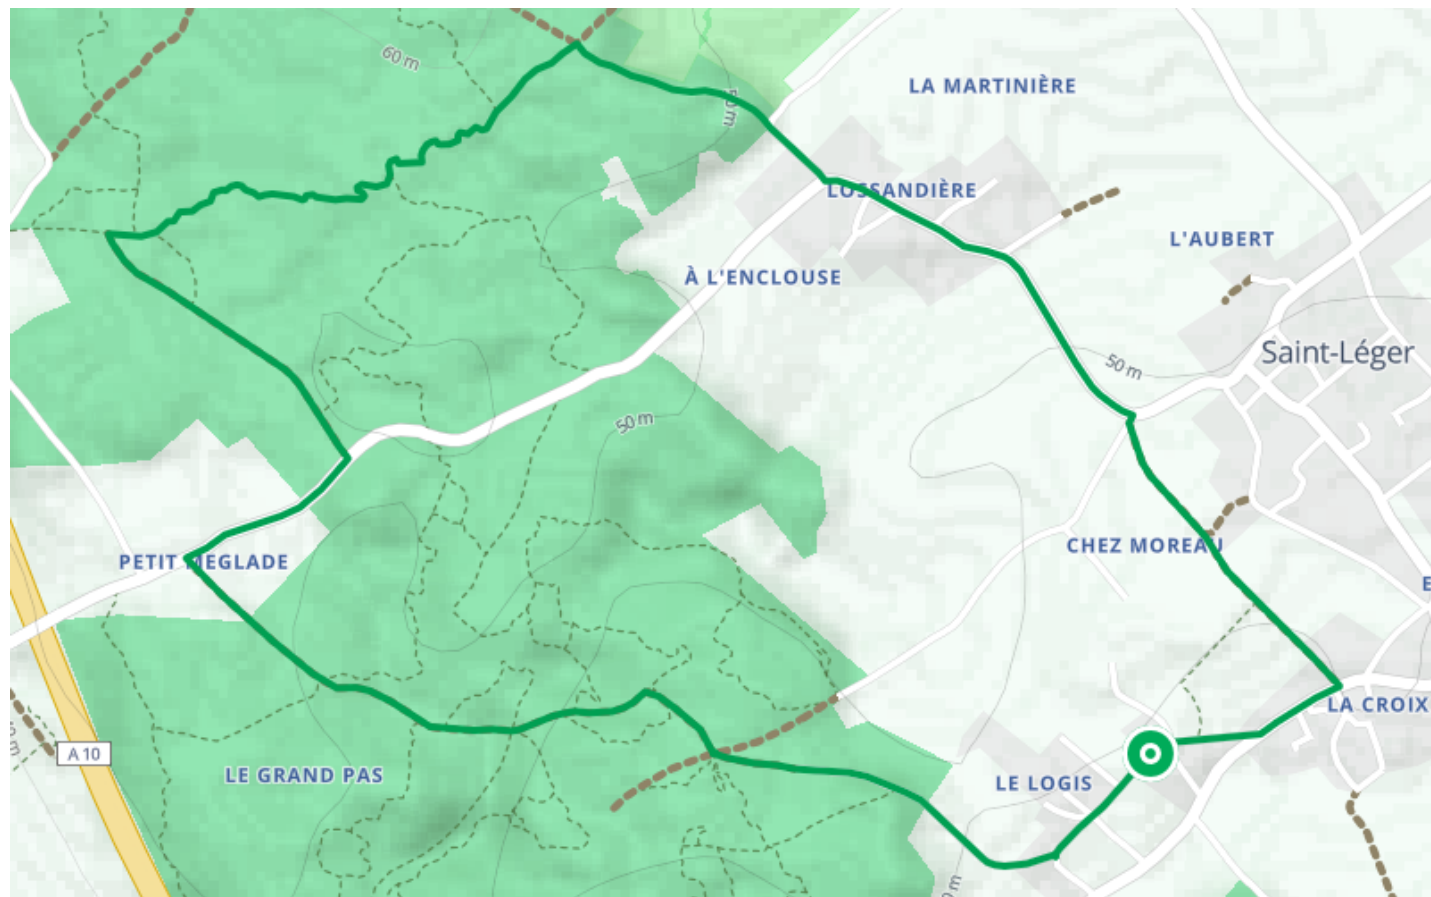 60 m
50 m
LA MARTINIÈRE
LOSSANDIÈRE
L'AUBERT
À L'ENCLOUSE
Saint-Léger
50 m
50 m
CHEZ MOREAU
PETIT MEGLADE
E
LA CROIX
A 10
LE GRAND PAS
LE LOGIS